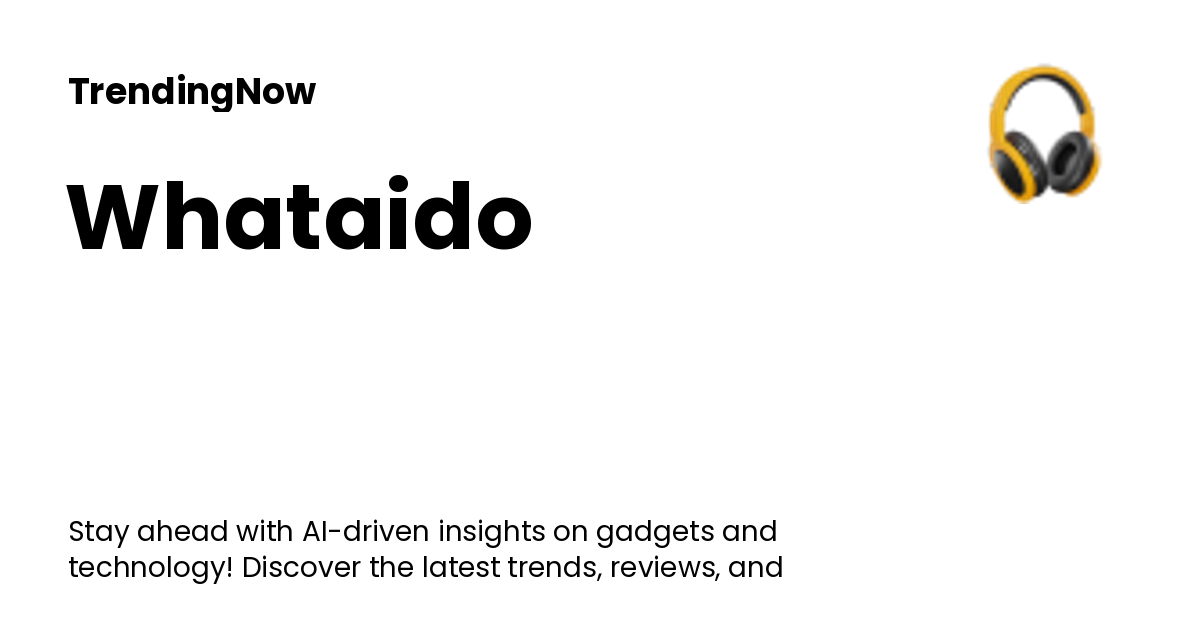 TrendingNow
Whataido
Stay ahead with AI-driven insights on gadgets and
technology! Discover the latest trends, reviews, and